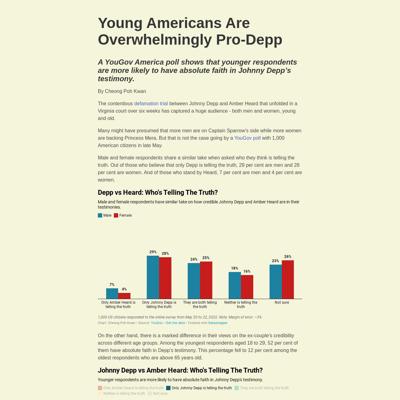 Young Americans Are
Overwhelmingly Pro-Depp
A YouGov America poll shows that younger respondents
are more likely to have absolute faith in Johnny Depp's
testimony.
By Cheong Poh Kwan
The contentious defamation trial between Johnny Depp and Amber Heard that unfolded in a
Virginia court over six weeks has captured a huge audience - both men and women, young
and old.
Many might have presumed that more men are on Captain Sparrow's side while more women
are backing Princess Mera. But that is not the case going by a YouGov poll with 1,000
American citizens in late May.
Male and female respondents share a similar take when asked who they think is telling the
truth. Out of those who believe that only Depp is telling the truth, 29 per cent are men and 28
per cent are women. And of those who stand by Heard, 7 per cent are men and 4 per cent are
women.
Depp vs Heard: Who's Telling The Truth?
Male and female respondents have similar take on how credible Johnny Depp and Amber Heard are in their
testimonies.
Male Female
7%
29% 28%
24% 25%
18% 16%
23%
Only Amber Heard is
telling the truth
Only Johnny Depp is
telling the truth
They are both telling
the truth
Neither is telling
the truth
Not sure
1,000 US citizens responded to the online survey from May 20 to 22, 2022. Note: Margin of error: ~3%
Chart: Cheong Poh Kwan • Source: YouGov • Get the data • Created with Datawrapper
On the other hand, there is a marked difference in views on the ex-couple's credibility
across different age groups. Among the youngest respondents aged 18 to 29, 52 per cent of
them have absolute faith in Depp's testimony. This percentage fell to 12 per cent among the
oldest respondents who are above 65 years old.
Johnny Depp vs Amber Heard: Who's Telling The Truth?
Younger respondents are more likely to have absolute faith in Johnny Depp's testimony.
Only Amber Heard is telling the truth Only Johnny Depp is telling the truth They are both telling the truth
Neither is telling the truth Not sure